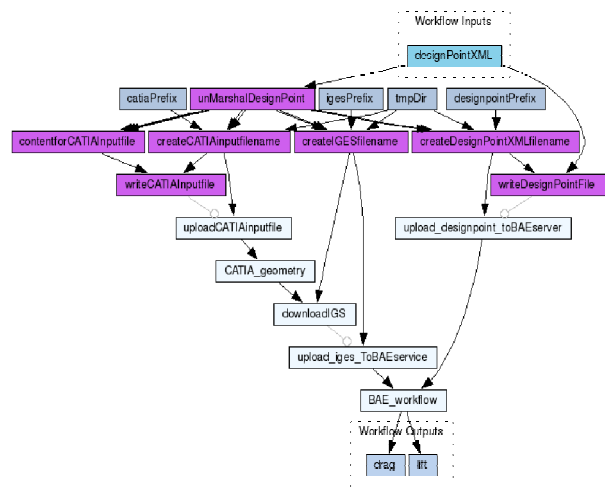 Workflow Inputs
designPointXML
catiaPrefix
unMarshalDesignPoint
igesPrefix
tmpDir
designpointPrefix
contentforCATIAInputfile
createCATIAinputfilename
createIGESfilename
createDesignPointXMLfilename
writeCATIAInputfile
writeDesignPointFile
uploadCATIAinputfile
upload_designpoint_toBAEserver
CATIA_geometry
downloadIGS
upload_iges_ToBAEservice
BAE_workflow
Workflow Outputs
drag
lift